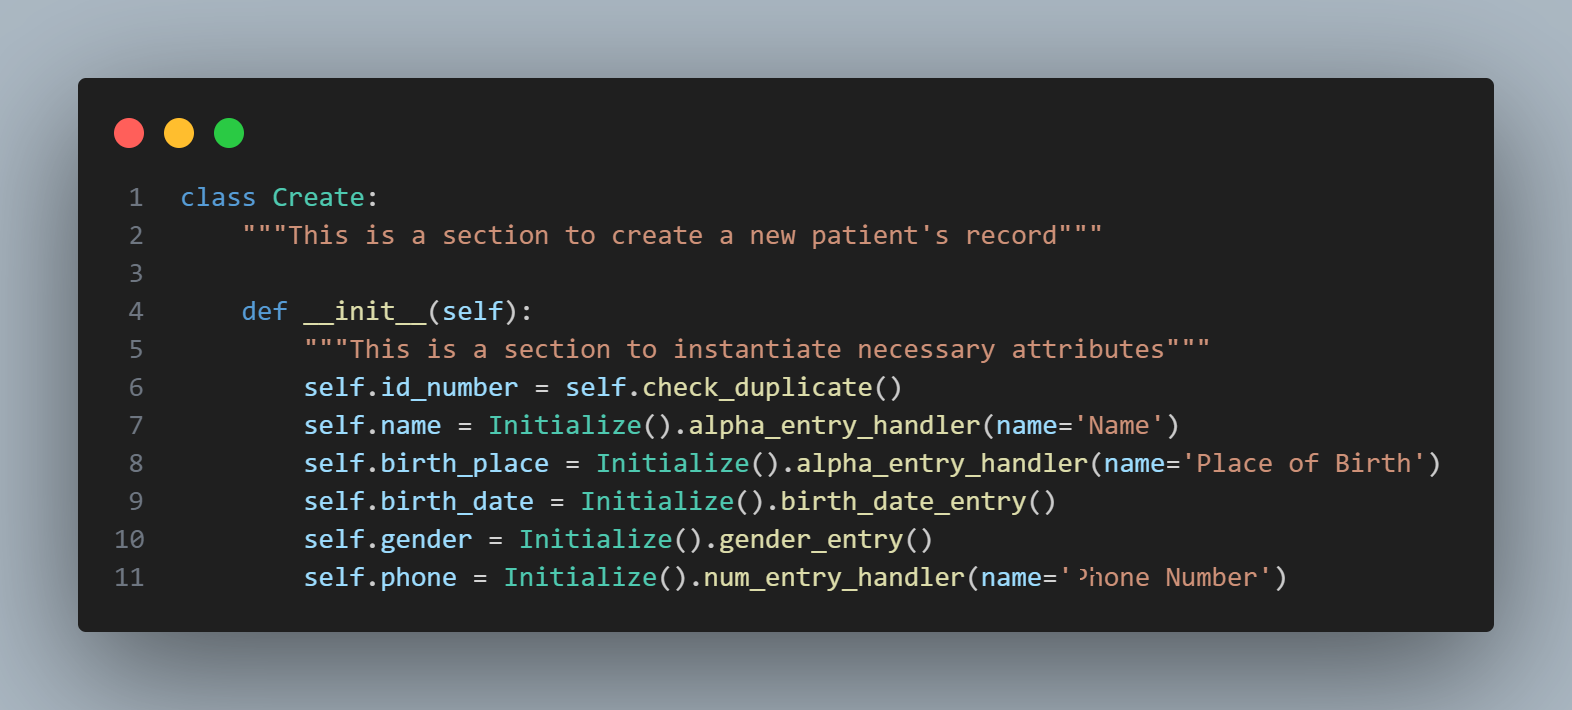 1 class Create:
2 """This is a section to create a new patient's record"""
3
4 def __init__(self):
5 """This is a section to instantiate necessary attributes"""
6 self.id_number = self.check_duplicate()
7 self.name = Initialize().alpha_entry_handler(name='Name')
8 self.birth_place = Initialize().alpha_entry_handler(name='Place of Birth')
9 self.birth_date = Initialize().birth_date_entry()
10 self.gender = Initialize().gender_entry()
11 self.phone = Initialize().num_entry_handler(name='Phone Number')